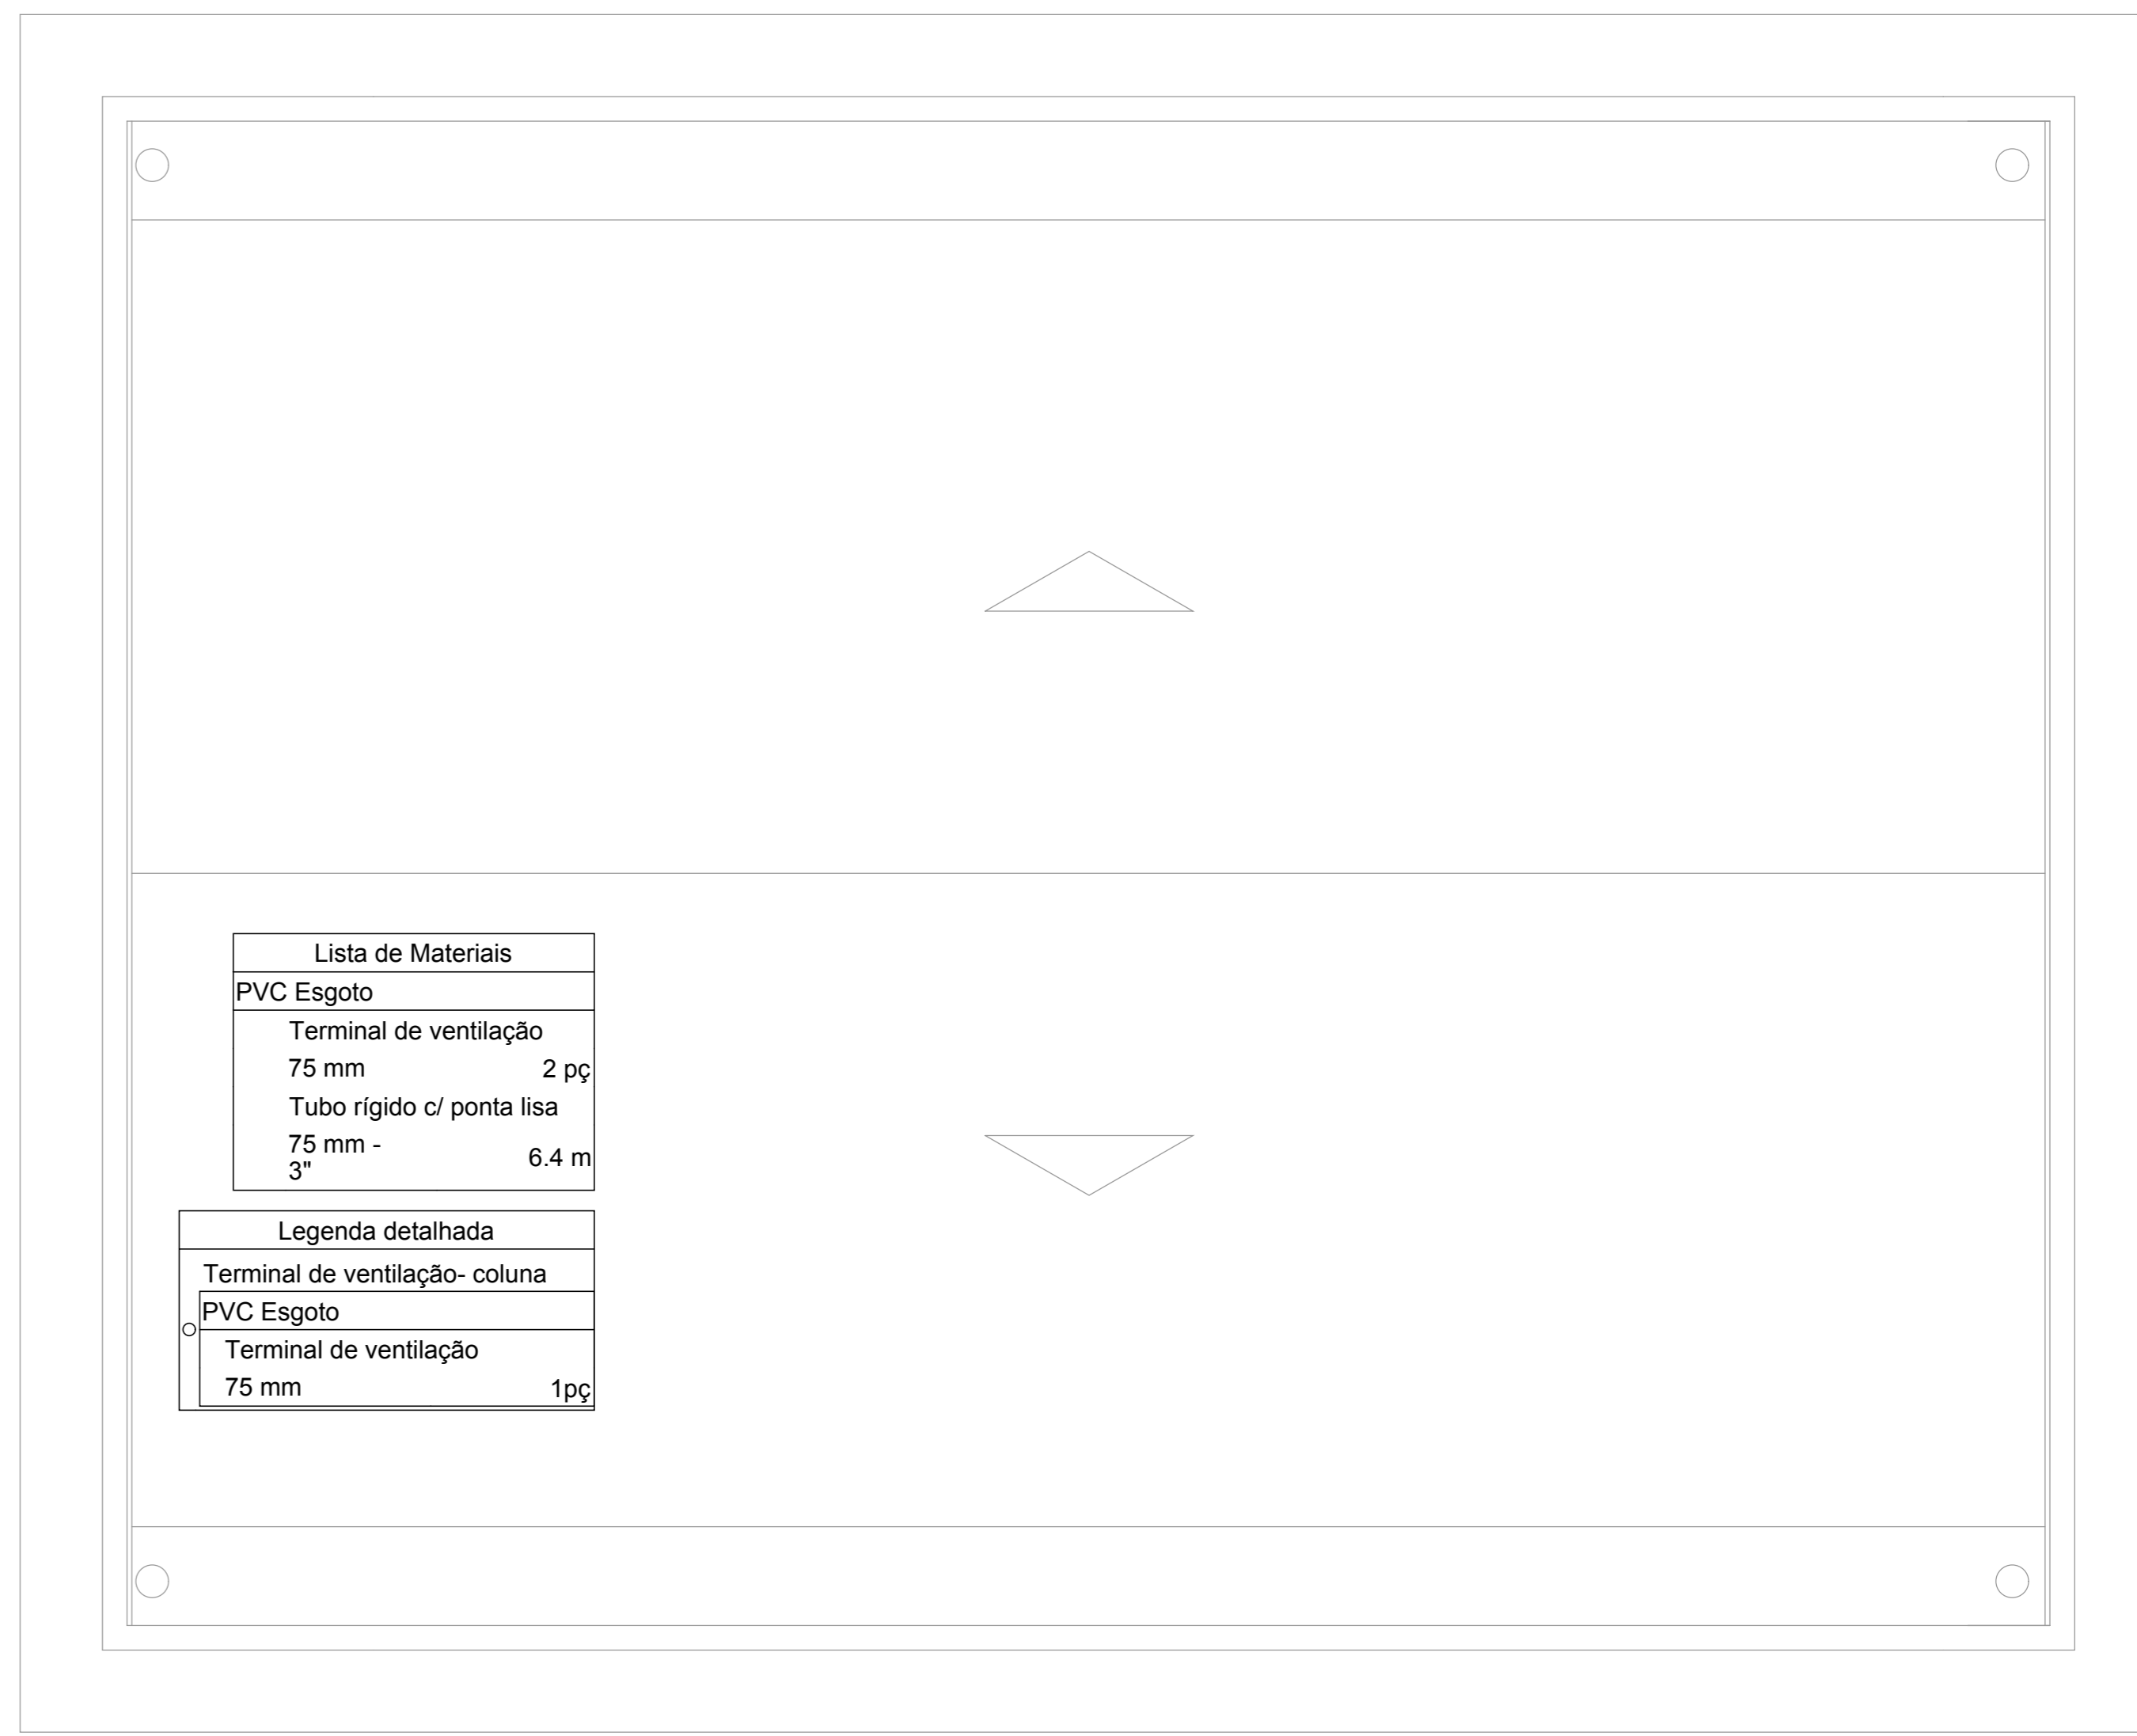 Lista de Materiais
PVC Esgoto
Terminal de ventilação
75 mm 2 pç
Tubo rígido c/ ponta lisa
75 mm -
3" 6.4 m
Legenda detalhada
Terminal de ventilação- coluna
PVC Esgoto
Terminal de ventilação
75 mm 1pç